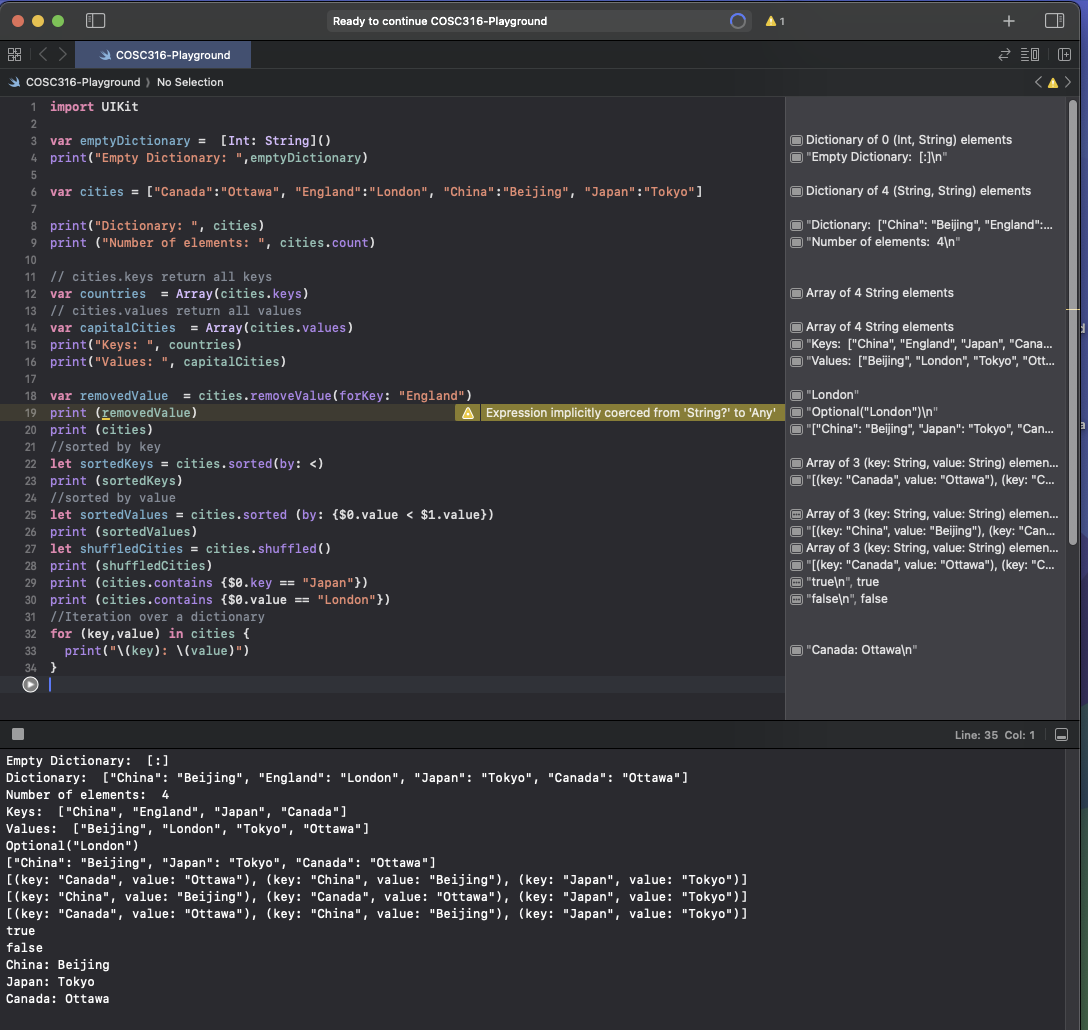 Ready to continue COSC316-Playground
1
COSC316-Playground
COSC316-Playground ⟩ No Selection
1 import UIKit
2
3 var emptyDictionary =  [Int: String]()
4 print("Empty Dictionary: ",emptyDictionary)
5
6 var cities = ["Canada":"Ottawa", "England":"London", "China":"Beijing", "Japan":"Tokyo"]
7
8 print("Dictionary: ", cities)
9 print ("Number of elements: ", cities.count)
10
11 // cities.keys return all keys
12 var countries  = Array(cities.keys)
13 // cities.values return all values
14 var capitalCities  = Array(cities.values)
15 print("Keys: ", countries)
16 print("Values: ", capitalCities)
17
18 var removedValue  = cities.removeValue(forKey: "England")
19 print (removedValue)
Expression implicitly coerced from 'String?' to 'Any'
20 print (cities)
21 //sorted by key
22 let sortedKeys = cities.sorted(by: <)
23 print (sortedKeys)
24 //sorted by value
25 let sortedValues = cities.sorted (by: {$0.value < $1.value})
26 print (sortedValues)
27 let shuffledCities = cities.shuffled()
28 print (shuffledCities)
29 print (cities.contains {$0.key == "Japan"})
30 print (cities.contains {$0.value == "London"})
31 //Iteration over a dictionary
32 for (key,value) in cities {
33   print("\(key): \(value)")
34 }
Dictionary of 0 (Int, String) elements
"Empty Dictionary:  [:]\n"
Dictionary of 4 (String, String) elements
"Dictionary:  ["China": "Beijing", "England":...
"Number of elements:  4\n"
Array of 4 String elements
Array of 4 String elements
"Keys:  ["China", "England", "Japan", "Cana...
"Values:  ["Beijing", "London", "Tokyo", "Ott...
"London"
"Optional("London")\n"
"["China": "Beijing", "Japan": "Tokyo", "Can...
Array of 3 (key: String, value: String) elemen...
"[(key: "Canada", value: "Ottawa"), (key: "C...
Array of 3 (key: String, value: String) elemen...
"[(key: "China", value: "Beijing"), (key: "Can...
Array of 3 (key: String, value: String) elemen...
"[(key: "Canada", value: "Ottawa"), (key: "C...
"true\n", true
"false\n", false
"Canada: Ottawa\n"
Line: 35  Col: 1
Empty Dictionary:  [:]
Dictionary:  ["China": "Beijing", "England": "London", "Japan": "Tokyo", "Canada": "Ottawa"]
Number of elements:  4
Keys:  ["China", "England", "Japan", "Canada"]
Values:  ["Beijing", "London", "Tokyo", "Ottawa"]
Optional("London")
["China": "Beijing", "Japan": "Tokyo", "Canada": "Ottawa"]
[(key: "Canada", value: "Ottawa"), (key: "China", value: "Beijing"), (key: "Japan", value: "Tokyo")]
[(key: "China", value: "Beijing"), (key: "Canada", value: "Ottawa"), (key: "Japan", value: "Tokyo")]
[(key: "Canada", value: "Ottawa"), (key: "China", value: "Beijing"), (key: "Japan", value: "Tokyo")]
true
false
China: Beijing
Japan: Tokyo
Canada: Ottawa